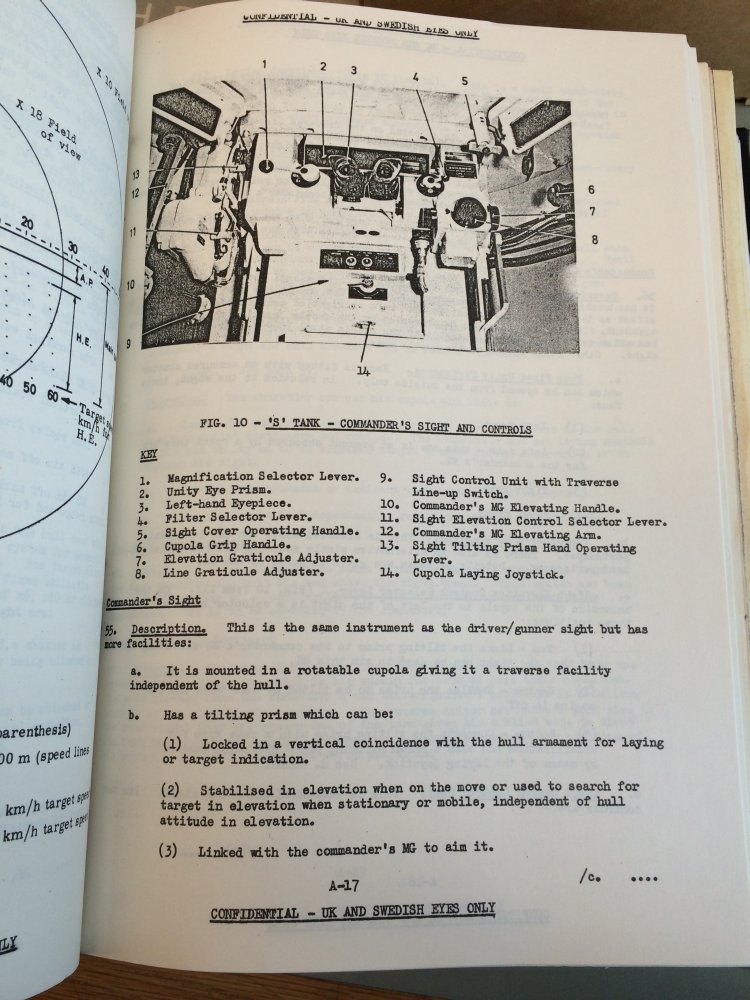 X 10 Field
X 18 Field
of view
20
30
40
A.P.
H.E.
40 50 60
Target
km/h
H.E.
parenthesis)
00 m (speed lines
km/h target
km/h target
CONFIDENTIAL - UK AND SWEDISH EYES ONLY
1 2 3 4 5
13
12
11
10
9
6
7
8
14
FIG. 10 - 'S' TANK - COMMANDER'S SIGHT AND CONTROLS
KEY
1. Magnification Selector Lever.
2. Unity Eye Prism.
3. Left-hand Eyepiece.
4. Filter Selector Lever.
5. Sight Cover Operating Handle.
6. Cupola Grip Handle.
7. Elevation Graticule Adjuster.
8. Line Graticule Adjuster.
9. Sight Control Unit with Traverse
Line-up Switch.
10. Commander's MG Elevating Handle.
11. Sight Elevation Control Selector Lever.
12. Commander's MG Elevating Arm.
13. Sight Tilting Prism Hand Operating
Lever.
14. Cupola Laying Joystick.
Commander's Sight
55. Description. This is the same instrument as the driver/gunner sight but has
more facilities:
a. It is mounted in a rotatable cupola giving it a traverse facility
independent of the hull.
b. Has a tilting prism which can be:
(1) Locked in a vertical coincidence with the hull armament for laying
or target indication.
(2) Stabilised in elevation when on the move or used to search for
target in elevation when stationary or mobile, independent of hull
attitude in elevation.
(3) Linked with the commander's MG to aim it.
/c. ....
A-17
CONFIDENTIAL - UK AND SWEDISH EYES ONLY